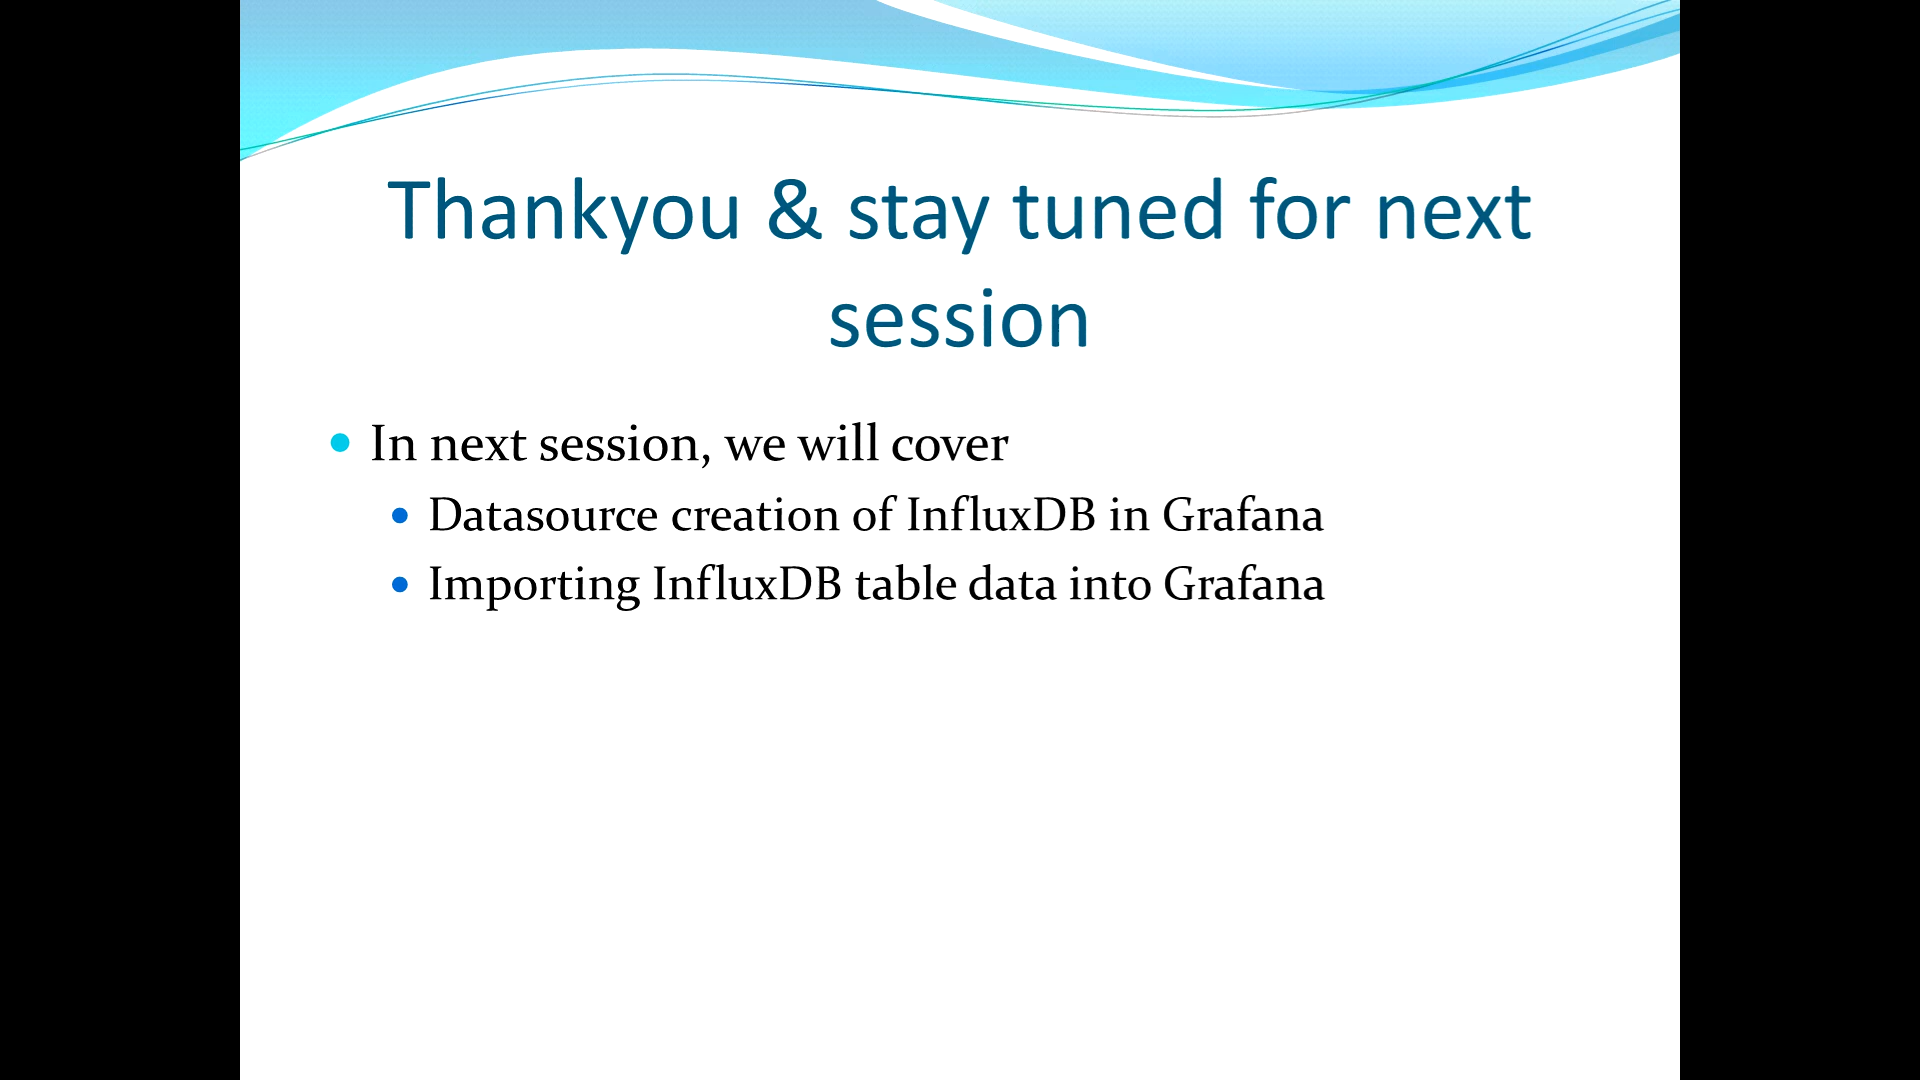 Thankyou & stay tuned for next
session
In next session, we will cover
Datasource creation of InfluxDB in Grafana
Importing InfluxDB table data into Grafana